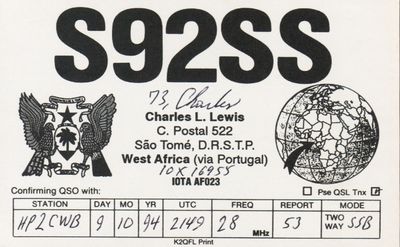 S92SS
73, Charles
Charles L. Lewis
C. Postal 522
São Tomé, D.R.S.T.P.
West Africa (via Portugal)
10X 16955
IOTA AF023
Confirming QSO with:
Pse QSL Tnx
STATION DAY MO YR UTC FREQ REPORT MODE
HP2CWB 9 10 94 2149 28 MHz 53 TWO WAY SSB
K2QFL Print